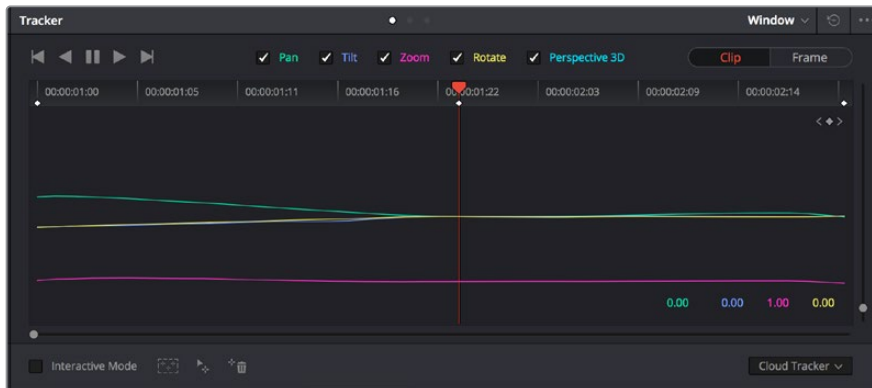 Tracker
Window
Pan Tilt Zoom Rotate Perspective 3D Clip Frame
00:00:01:00 00:00:01:05 00:00:01:11 00:00:01:16 00:00:01:22 00:00:02:03 00:00:02:09 00:00:02:14
0.00 0.00 1.00 0.00
Interactive Mode
Cloud Tracker